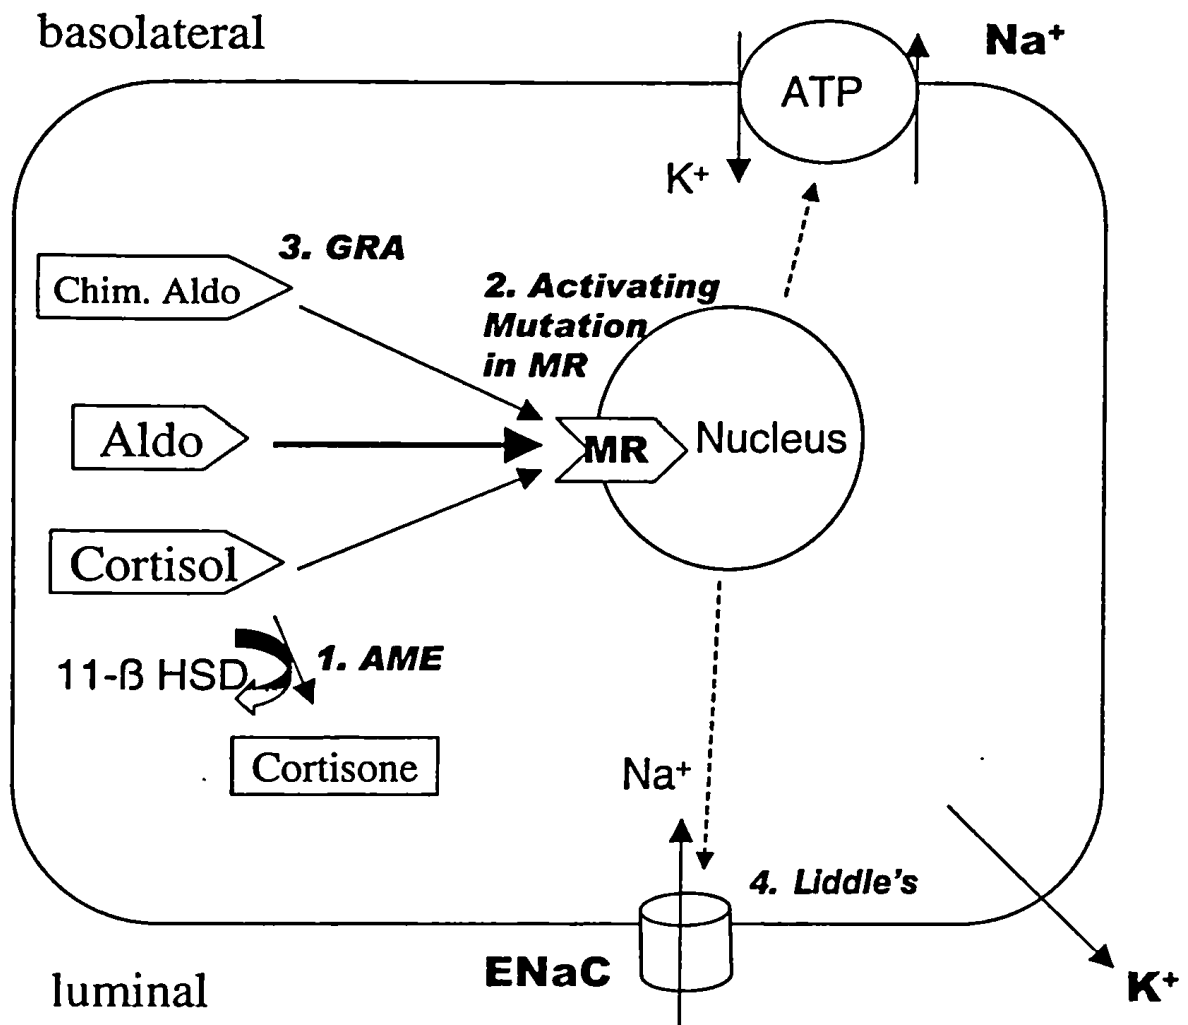 basolateral
Na⁺
ATP
K⁺
3. GRA
Chim. Aldo
2. Activating
Mutation
in MR
Aldo
MR
Nucleus
Cortisol
11-ß HSD
1. AME
Cortisone
Na⁺
4. Liddle's
ENaC
luminal
K⁺